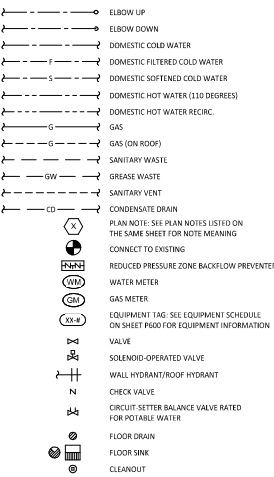 ELBOW UP
ELBOW DOWN
DOMESTIC COLD WATER
F DOMESTIC FILTERED COLD WATER
S DOMESTIC SOFTENED COLD WATER
DOMESTIC HOT WATER (110 DEGREES)
DOMESTIC HOT WATER RECIRC.
G GAS
G GAS (ON ROOF)
SANITARY WASTE
GW GREASE WASTE
SANITARY VENT
CD CONDENSATE DRAIN
X PLAN NOTE: SEE PLAN NOTES LISTED ON
THE SAME SHEET FOR NOTE MEANING
CONNECT TO EXISTING
REDUCED PRESSURE ZONE BACKFLOW PREVENTE
WM WATER METER
GM GAS METER
XX-# EQUIPMENT TAG: SEE EQUIPMENT SCHEDULE
ON SHEET P600 FOR EQUIPMENT INFORMATION
VALVE
SOLENOID-OPERATED VALVE
WALL HYDRANT/ROOF HYDRANT
CHECK VALVE
CIRCUIT-SETTER BALANCE VALVE RATED
FOR POTABLE WATER
FLOOR DRAIN
FLOOR SINK
CLEANOUT